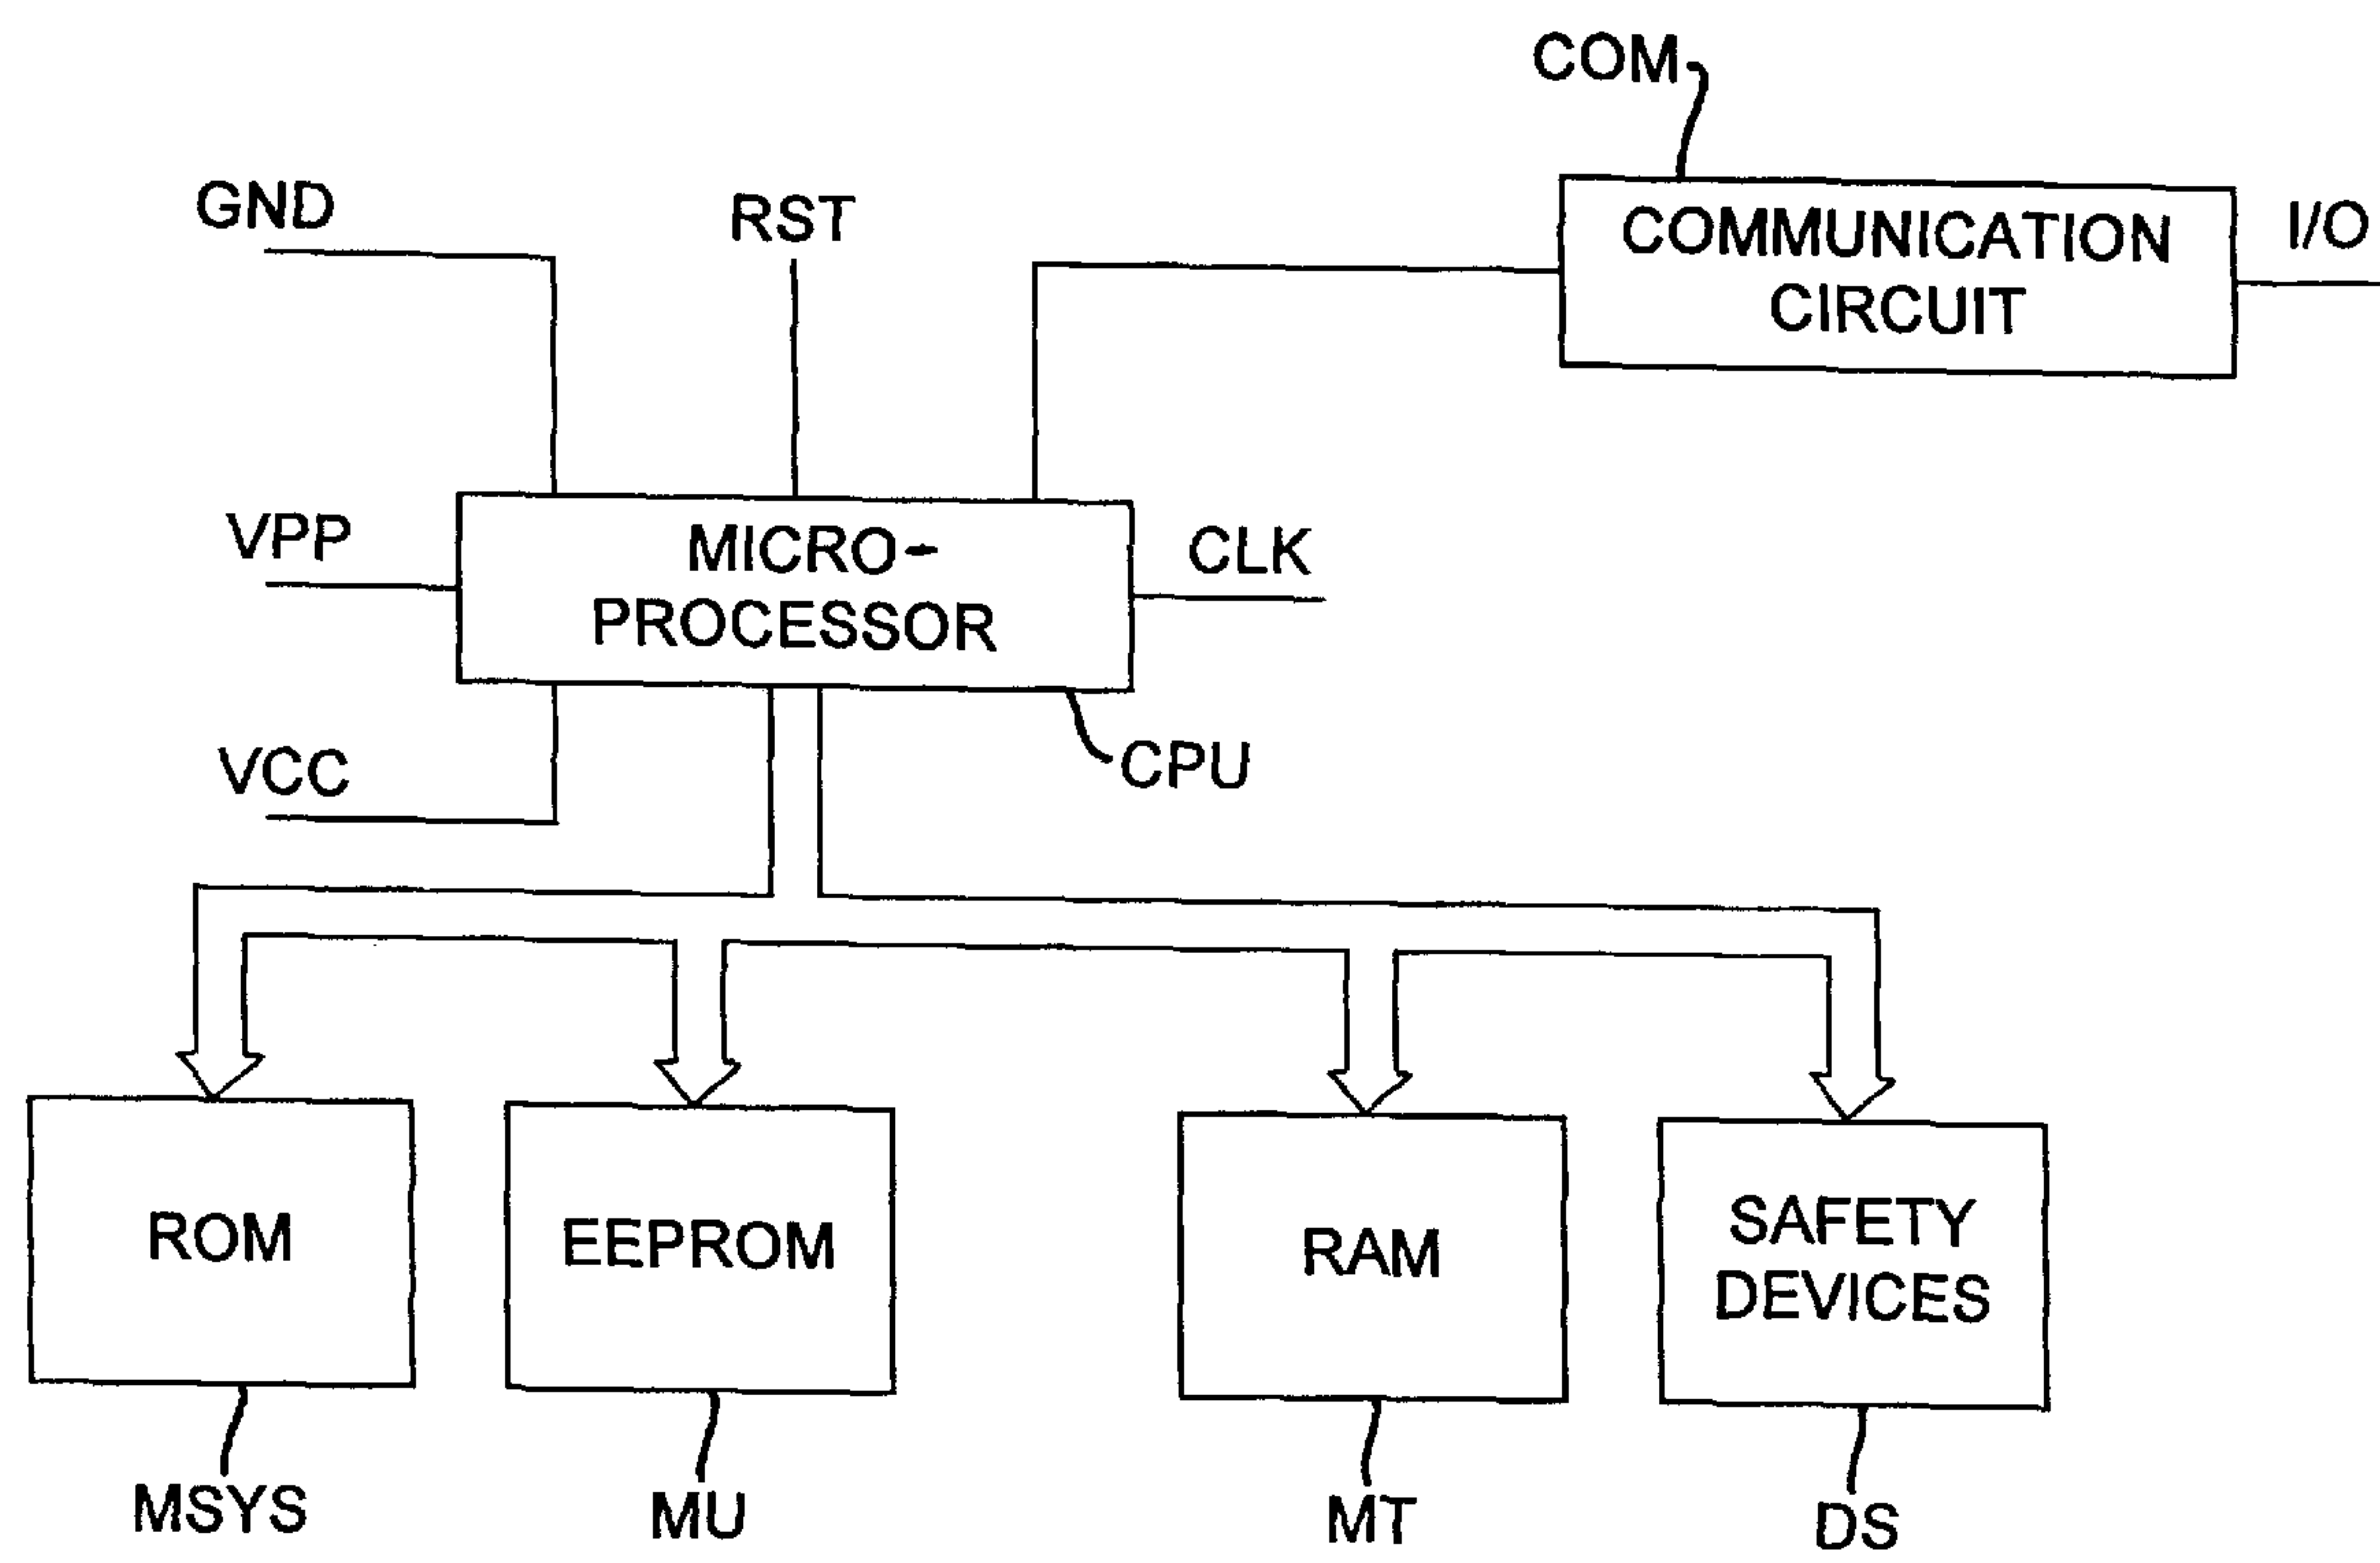 COM
GND
RST
COMMUNICATION
CIRCUIT
I/O
VPP
MICRO-
PROCESSOR
CLK
VCC
CPU
ROM
EEPROM
RAM
SAFETY
DEVICES
MSYS
MU
MT
DS